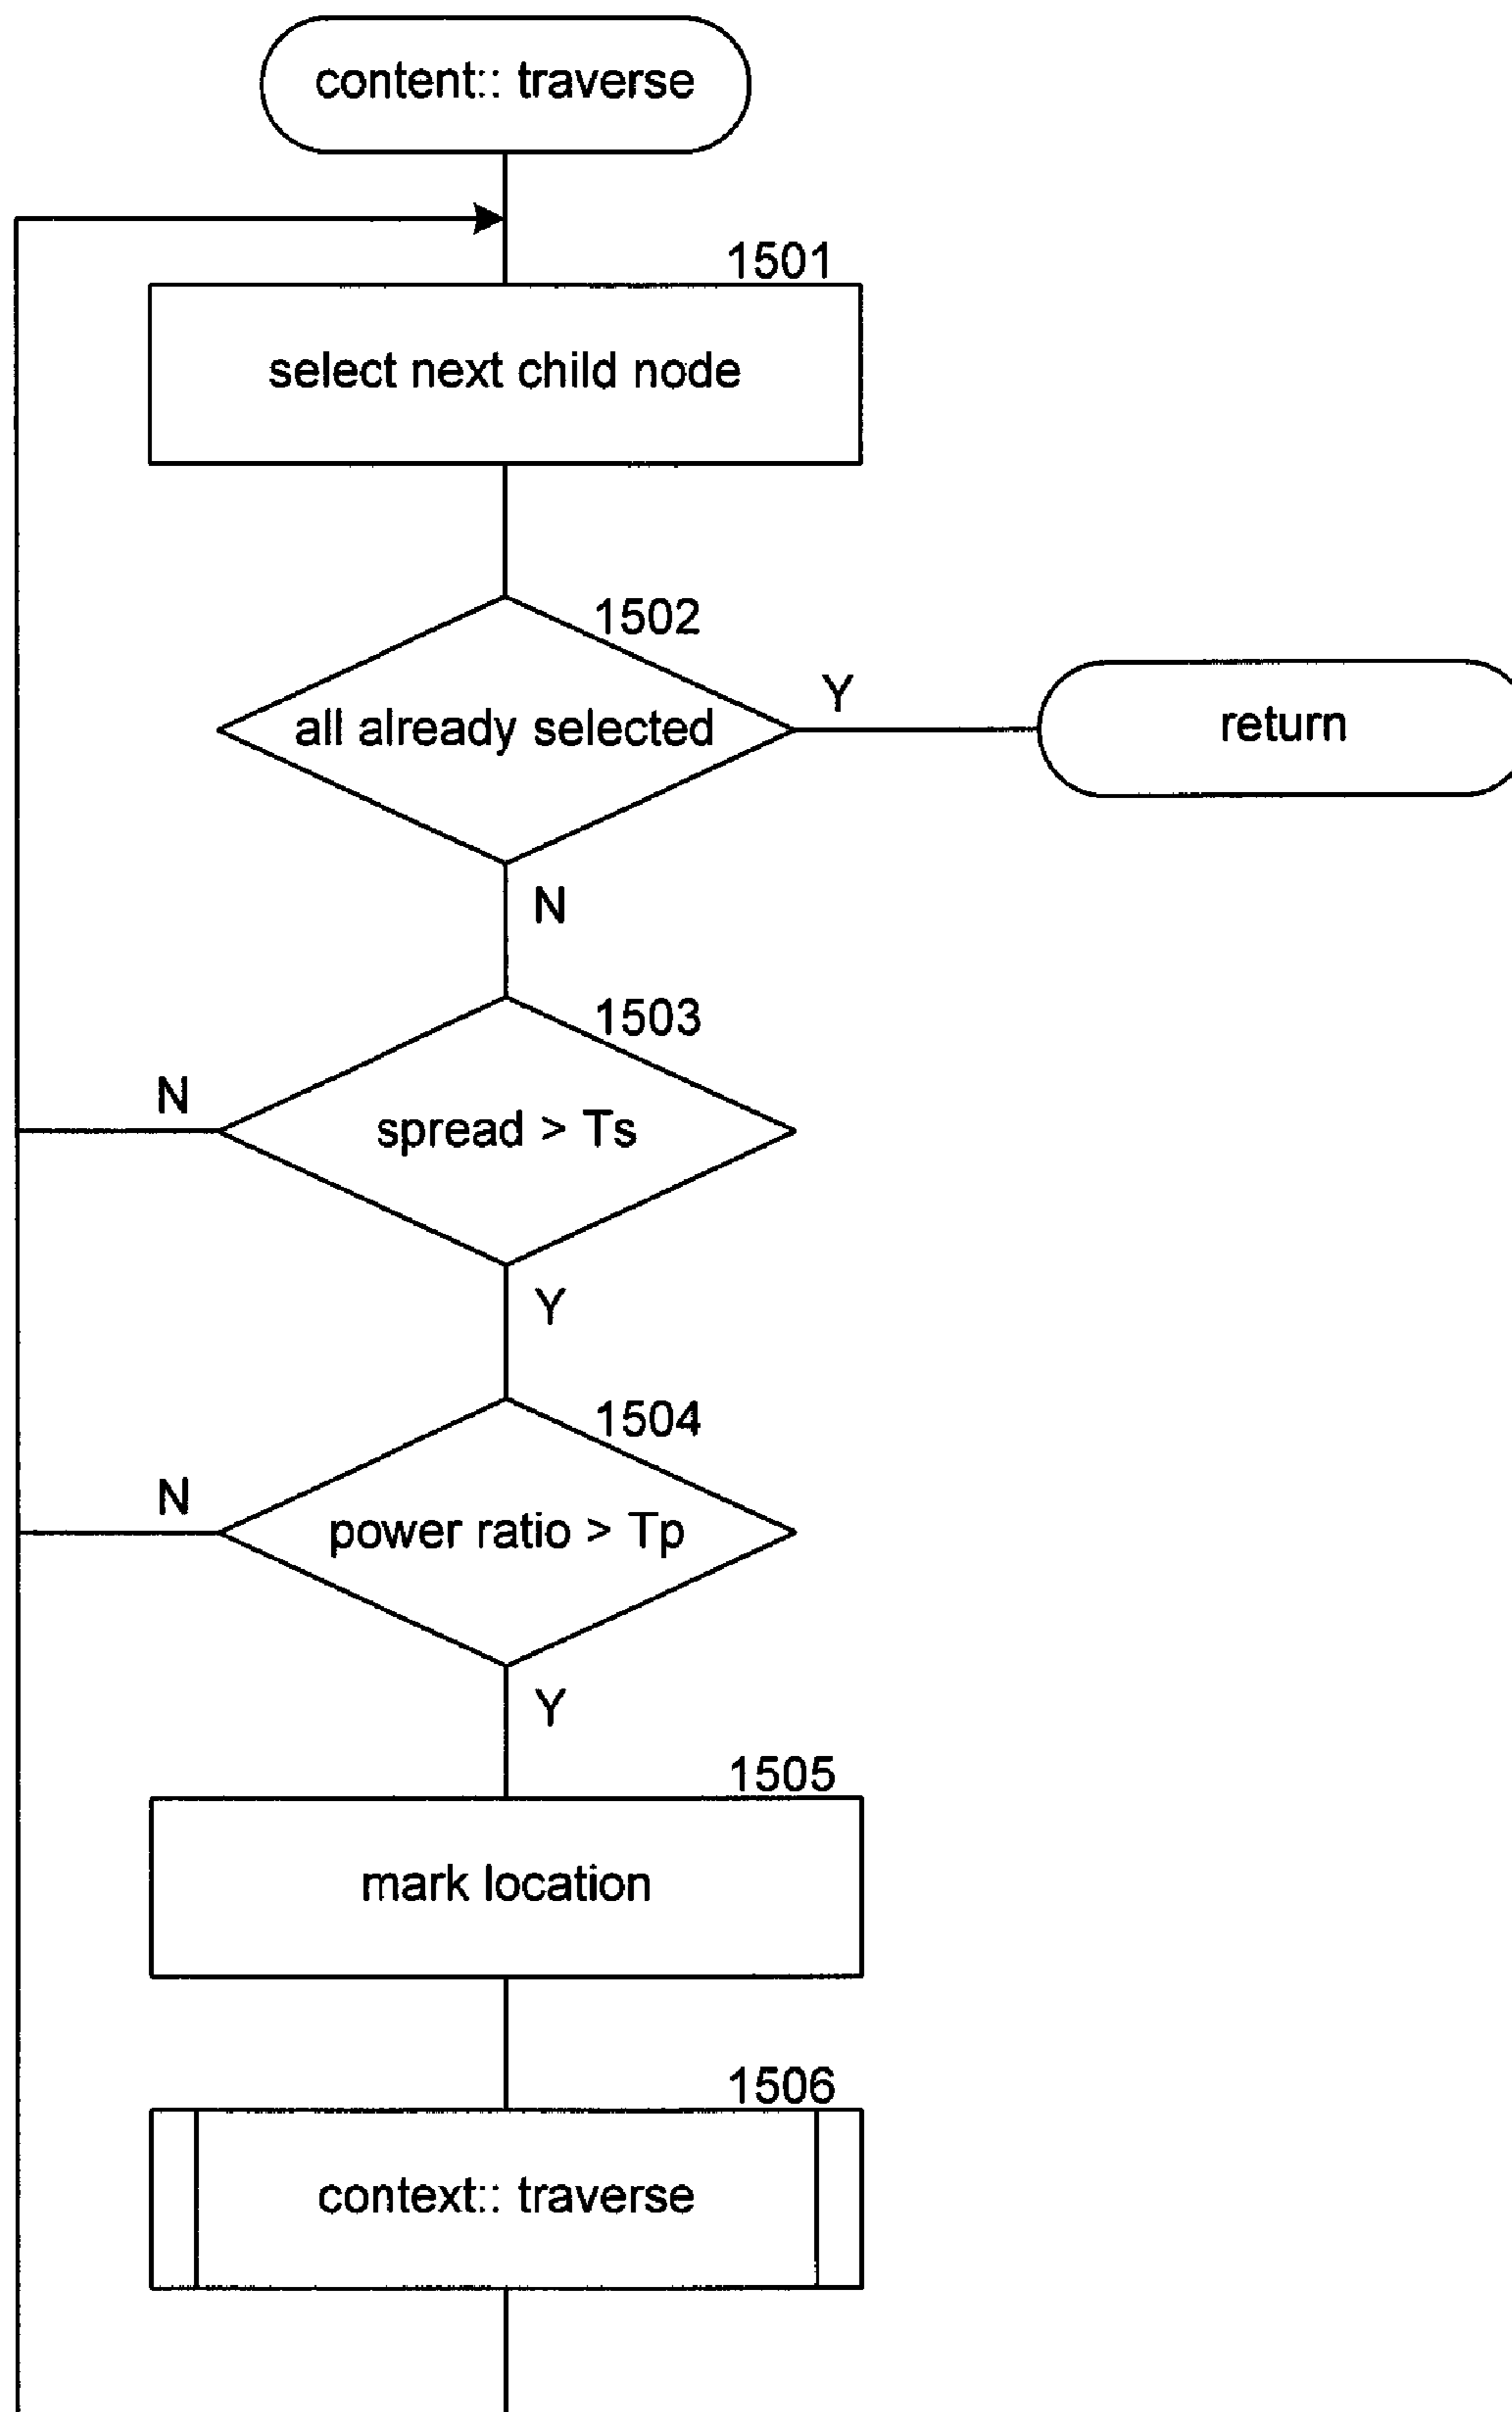 content:: traverse
1501
select next child node
1502
all already selected
Y
return
N
1503
spread > Ts
N
Y
1504
power ratio > Tp
N
Y
1505
mark location
1506
context:: traverse